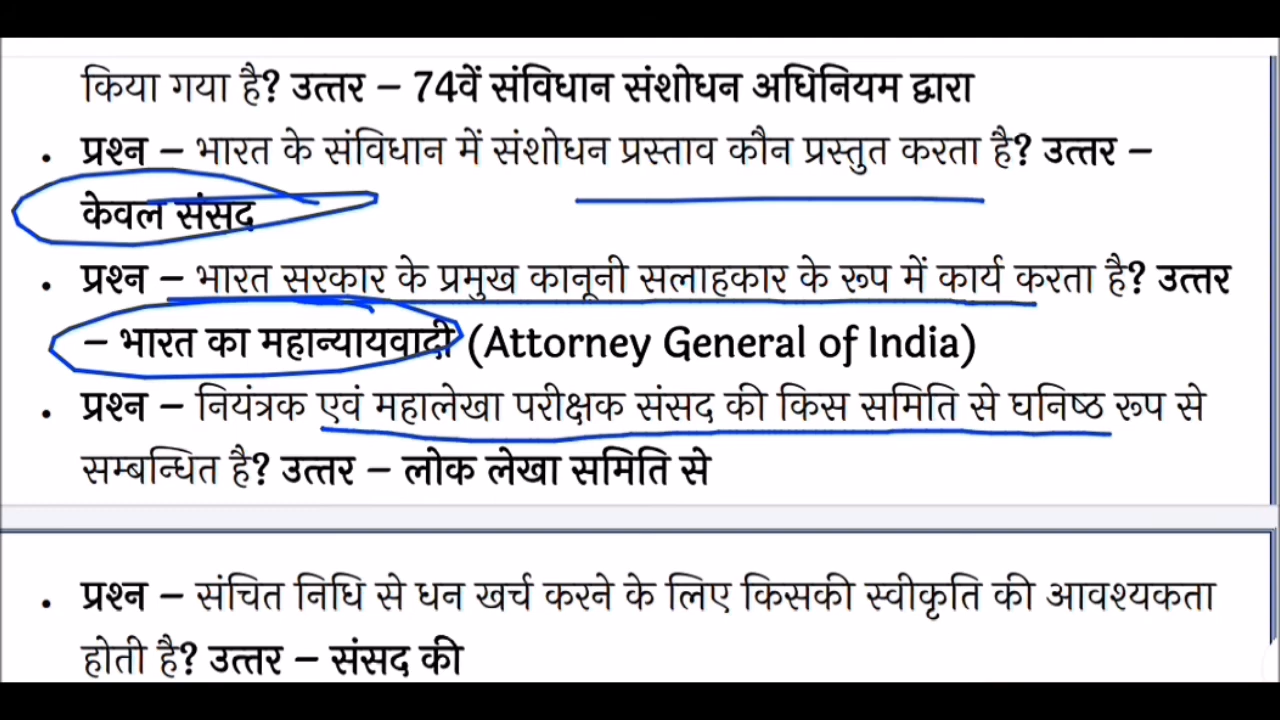 किया गया है? उत्तर – 74वें संविधान संशोधन अधिनियम द्वारा
• प्रश्न – भारत के संविधान में संशोधन प्रस्ताव कौन प्रस्तुत करता है? उत्तर –
केवल संसद
• प्रश्न – भारत सरकार के प्रमुख कानूनी सलाहकार के रूप में कार्य करता है? उत्तर
– भारत का महान्यायवादी (Attorney General of India)
• प्रश्न – नियंत्रक एवं महालेखा परीक्षक संसद की किस समिति से घनिष्ठ रूप से
सम्बन्धित है? उत्तर – लोक लेखा समिति से
• प्रश्न – संचित निधि से धन खर्च करने के लिए किसकी स्वीकृति की आवश्यकता
होती है? उत्तर – संसद की